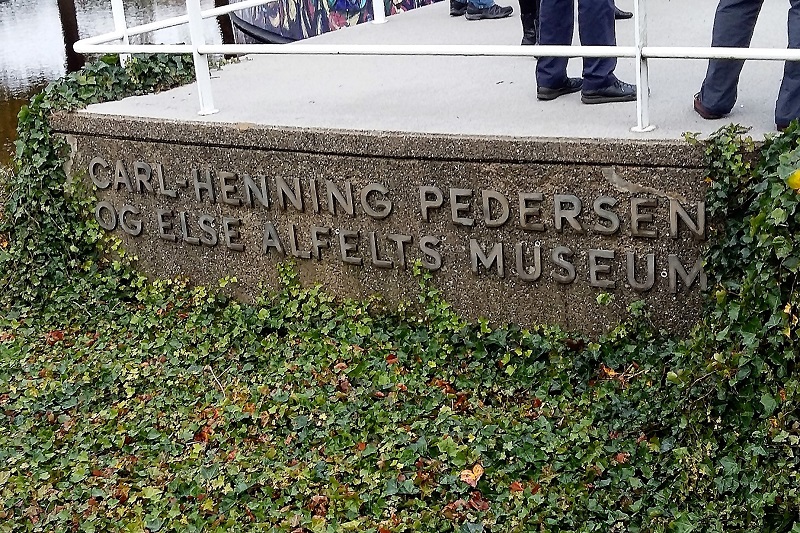 CARL-HENNING PEDERSEN
OG ELSE ALFELTS MUSEUM